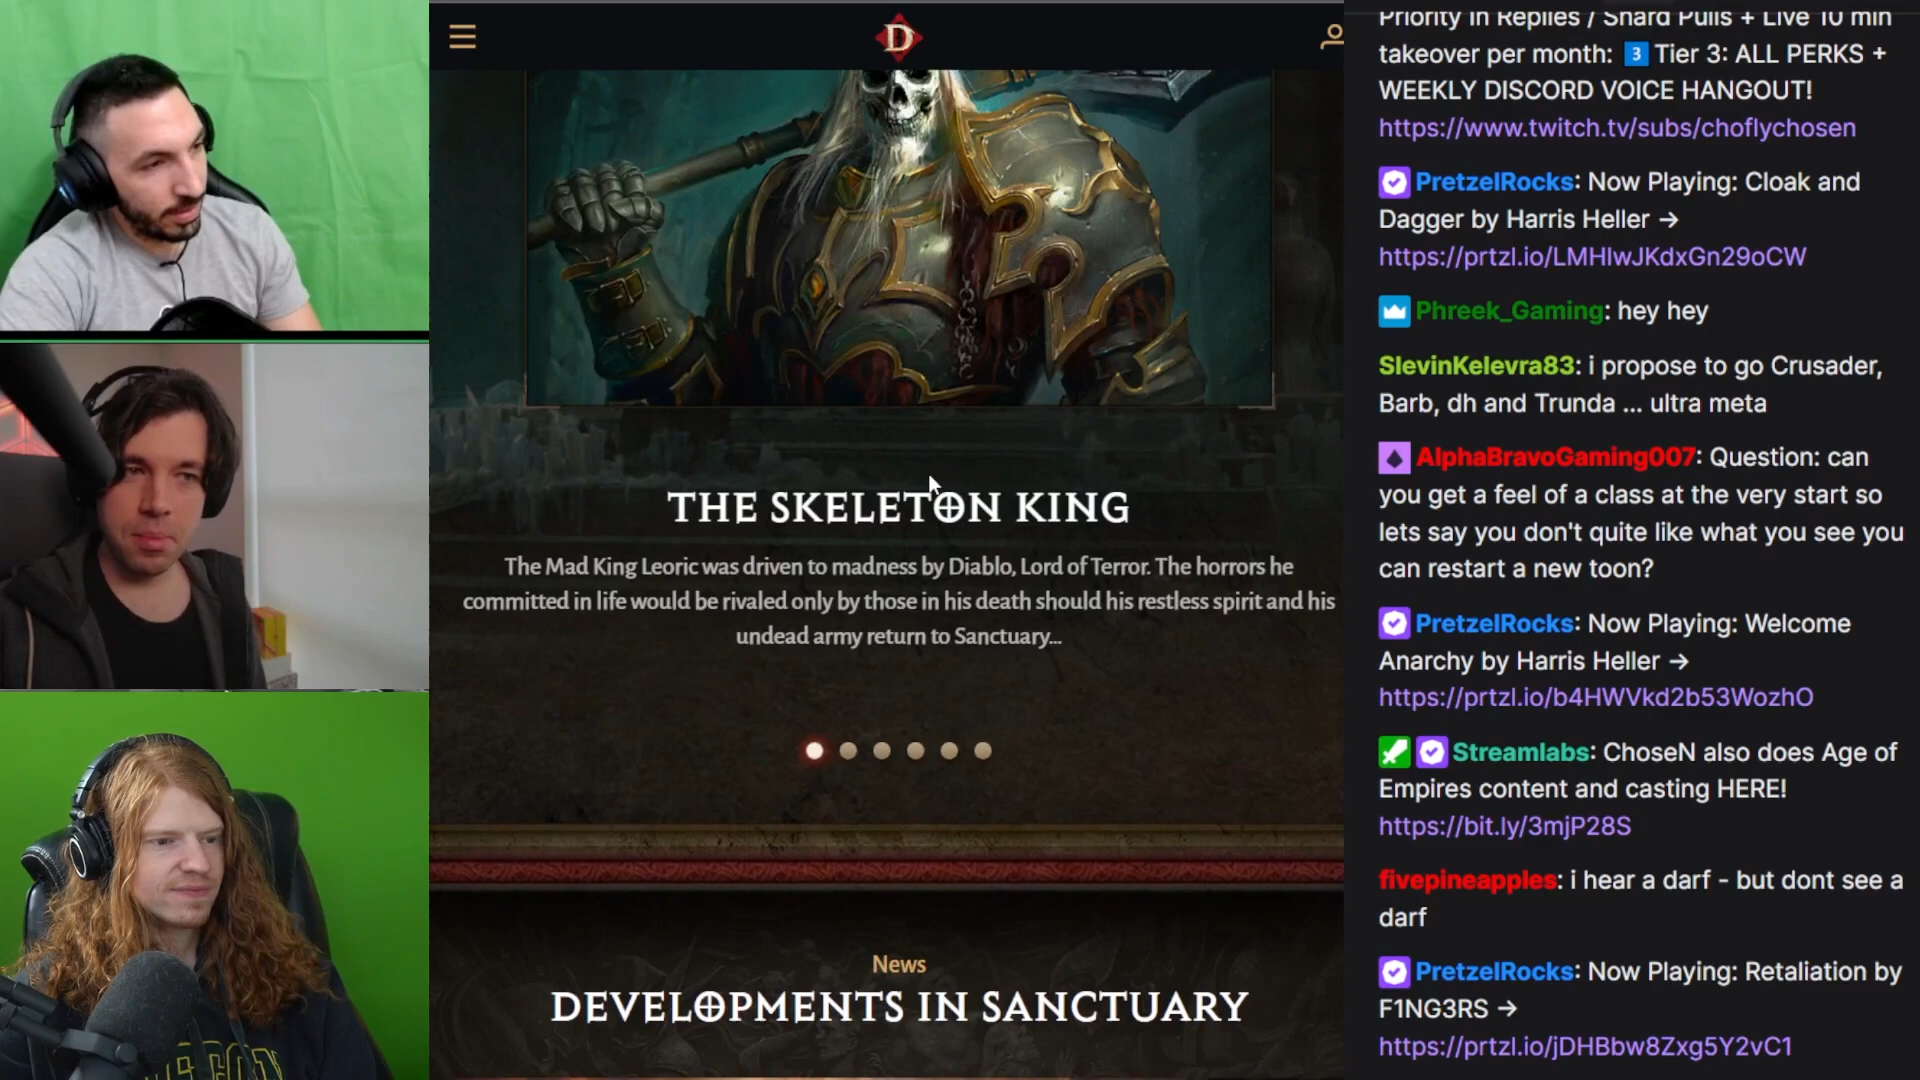 D
THE SKELETON KING
The Mad King Leoric was driven to madness by Diablo, Lord of Terror. The horrors he
committed in life would be rivaled only by those in his death should his restless spirit and his
undead army return to Sanctuary...
News
DEVELOPMENTS IN SANCTUARY
Priority in Replies / Shard Pulls + Live 10 min
takeover per month: 3 Tier 3: ALL PERKS +
WEEKLY DISCORD VOICE HANGOUT!
https://www.twitch.tv/subs/choflychosen
PretzelRocks: Now Playing: Cloak and
Dagger by Harris Heller →
https://prtzl.io/LMHlwJKdxGn29oCW
Phreek_Gaming: hey hey
SlevinKelevra83: i propose to go Crusader,
Barb, dh and Trunda ... ultra meta
AlphaBravoGaming007: Question: can
you get a feel of a class at the very start so
lets say you don't quite like what you see you
can restart a new toon?
PretzelRocks: Now Playing: Welcome
Anarchy by Harris Heller →
https://prtzl.io/b4HWVkd2b53WozhO
Streamlabs: ChoseN also does Age of
Empires content and casting HERE!
https://bit.ly/3mjP28S
fivepineapples: i hear a darf - but dont see a
darf
PretzelRocks: Now Playing: Retaliation by
F1NG3RS →
https://prtzl.io/jDHBbw8Zxg5Y2vC1